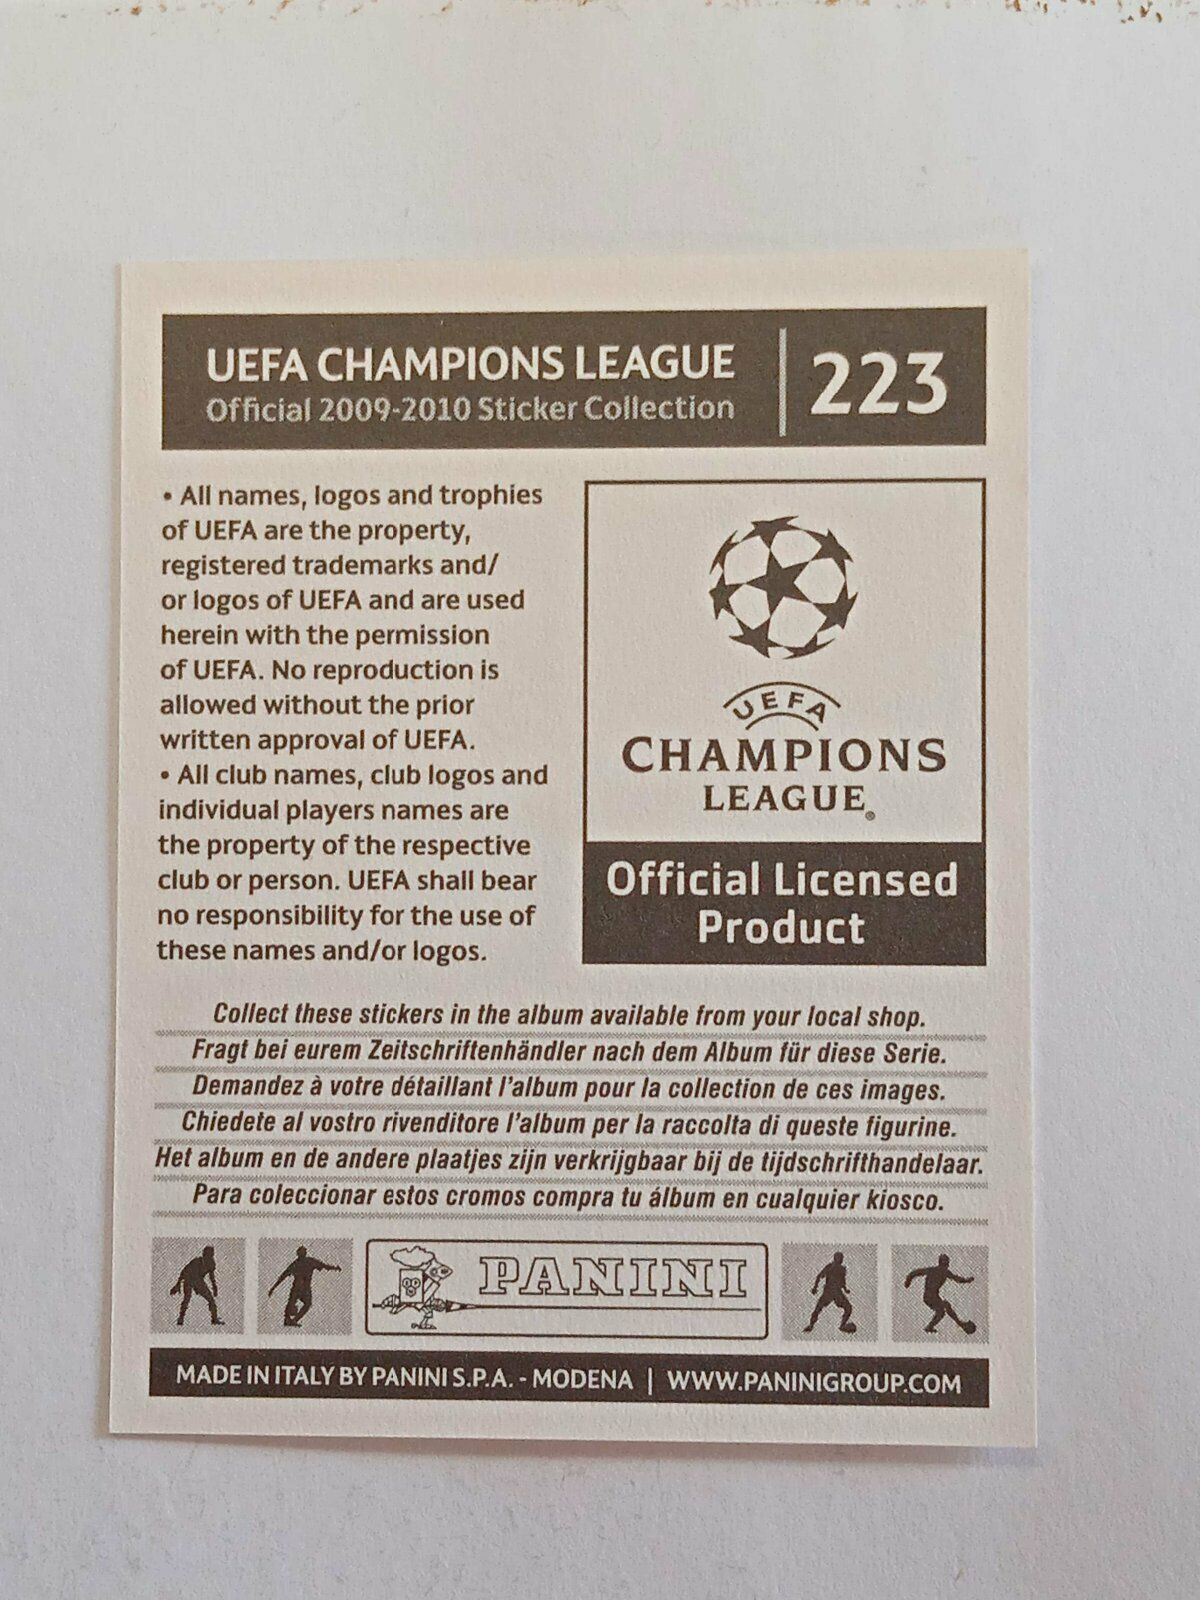 UEFA CHAMPIONS LEAGUE
Official 2009-2010 Sticker Collection
223
• All names, logos and trophies
of UEFA are the property,
registered trademarks and/
or logos of UEFA and are used
herein with the permission
of UEFA. No reproduction is
allowed without the prior
written approval of UEFA.
• All club names, club logos and
individual players names are
the property of the respective
club or person. UEFA shall bear
no responsibility for the use of
these names and/or logos.
UEFA
CHAMPIONS
LEAGUE®
Official Licensed
Product
Collect these stickers in the album available from your local shop.
Fragt bei eurem Zeitschriftenhändler nach dem Album für diese Serie.
Demandez à votre détaillant l'album pour la collection de ces images.
Chiedete al vostro rivenditore l'album per la raccolta di queste figurine.
Het album en de andere plaatjes zijn verkrijgbaar bij de tijdschrifthandelaar.
Para coleccionar estos cromos compra tu álbum en cualquier kiosco.
PANINI
MADE IN ITALY BY PANINI S.P.A. - MODENA | WWW.PANINIGROUP.COM